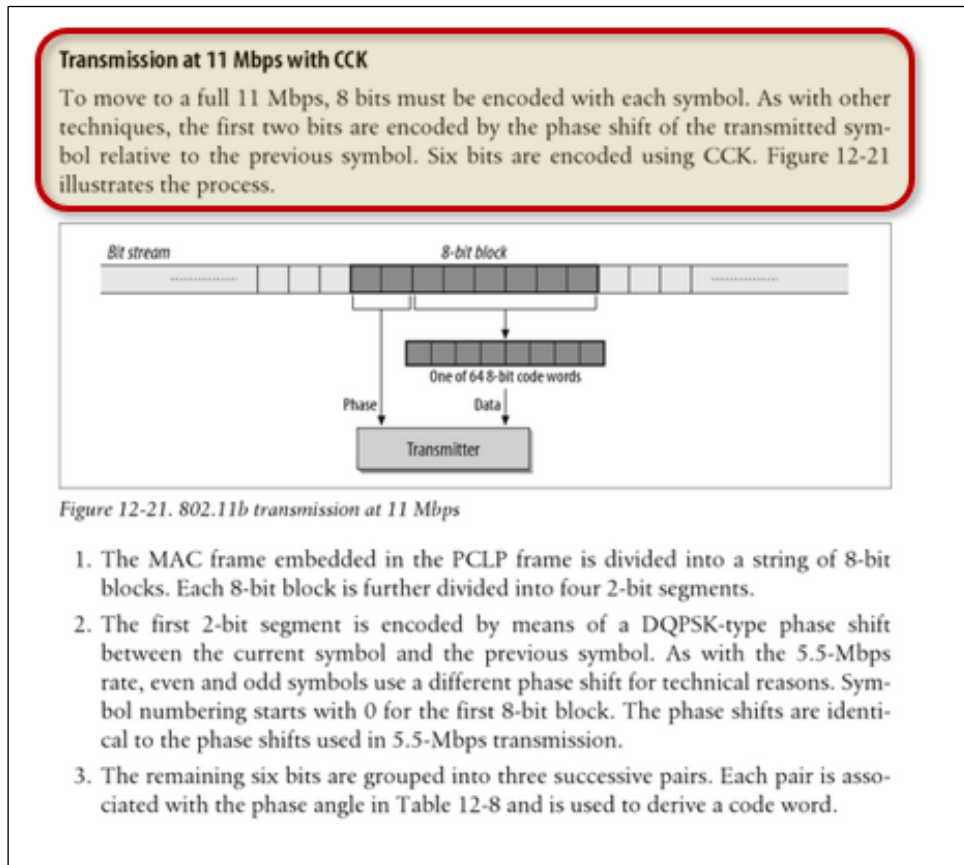 Transmission at 11 Mbps with CCK
To move to a full 11 Mbps, 8 bits must be encoded with each symbol. As with other
techniques, the first two bits are encoded by the phase shift of the transmitted sym-
bol relative to the previous symbol. Six bits are encoded using CCK. Figure 12-21
illustrates the process.
Bit stream
8-bit block
One of 64 8-bit code words
Phase
Data
Transmitter
Figure 12-21. 802.11b transmission at 11 Mbps
1. The MAC frame embedded in the PCLP frame is divided into a string of 8-bit
blocks. Each 8-bit block is further divided into four 2-bit segments.
2. The first 2-bit segment is encoded by means of a DQPSK-type phase shift
between the current symbol and the previous symbol. As with the 5.5-Mbps
rate, even and odd symbols use a different phase shift for technical reasons. Sym-
bol numbering starts with 0 for the first 8-bit block. The phase shifts are identi-
cal to the phase shifts used in 5.5-Mbps transmission.
3. The remaining six bits are grouped into three successive pairs. Each pair is asso-
ciated with the phase angle in Table 12-8 and is used to derive a code word.